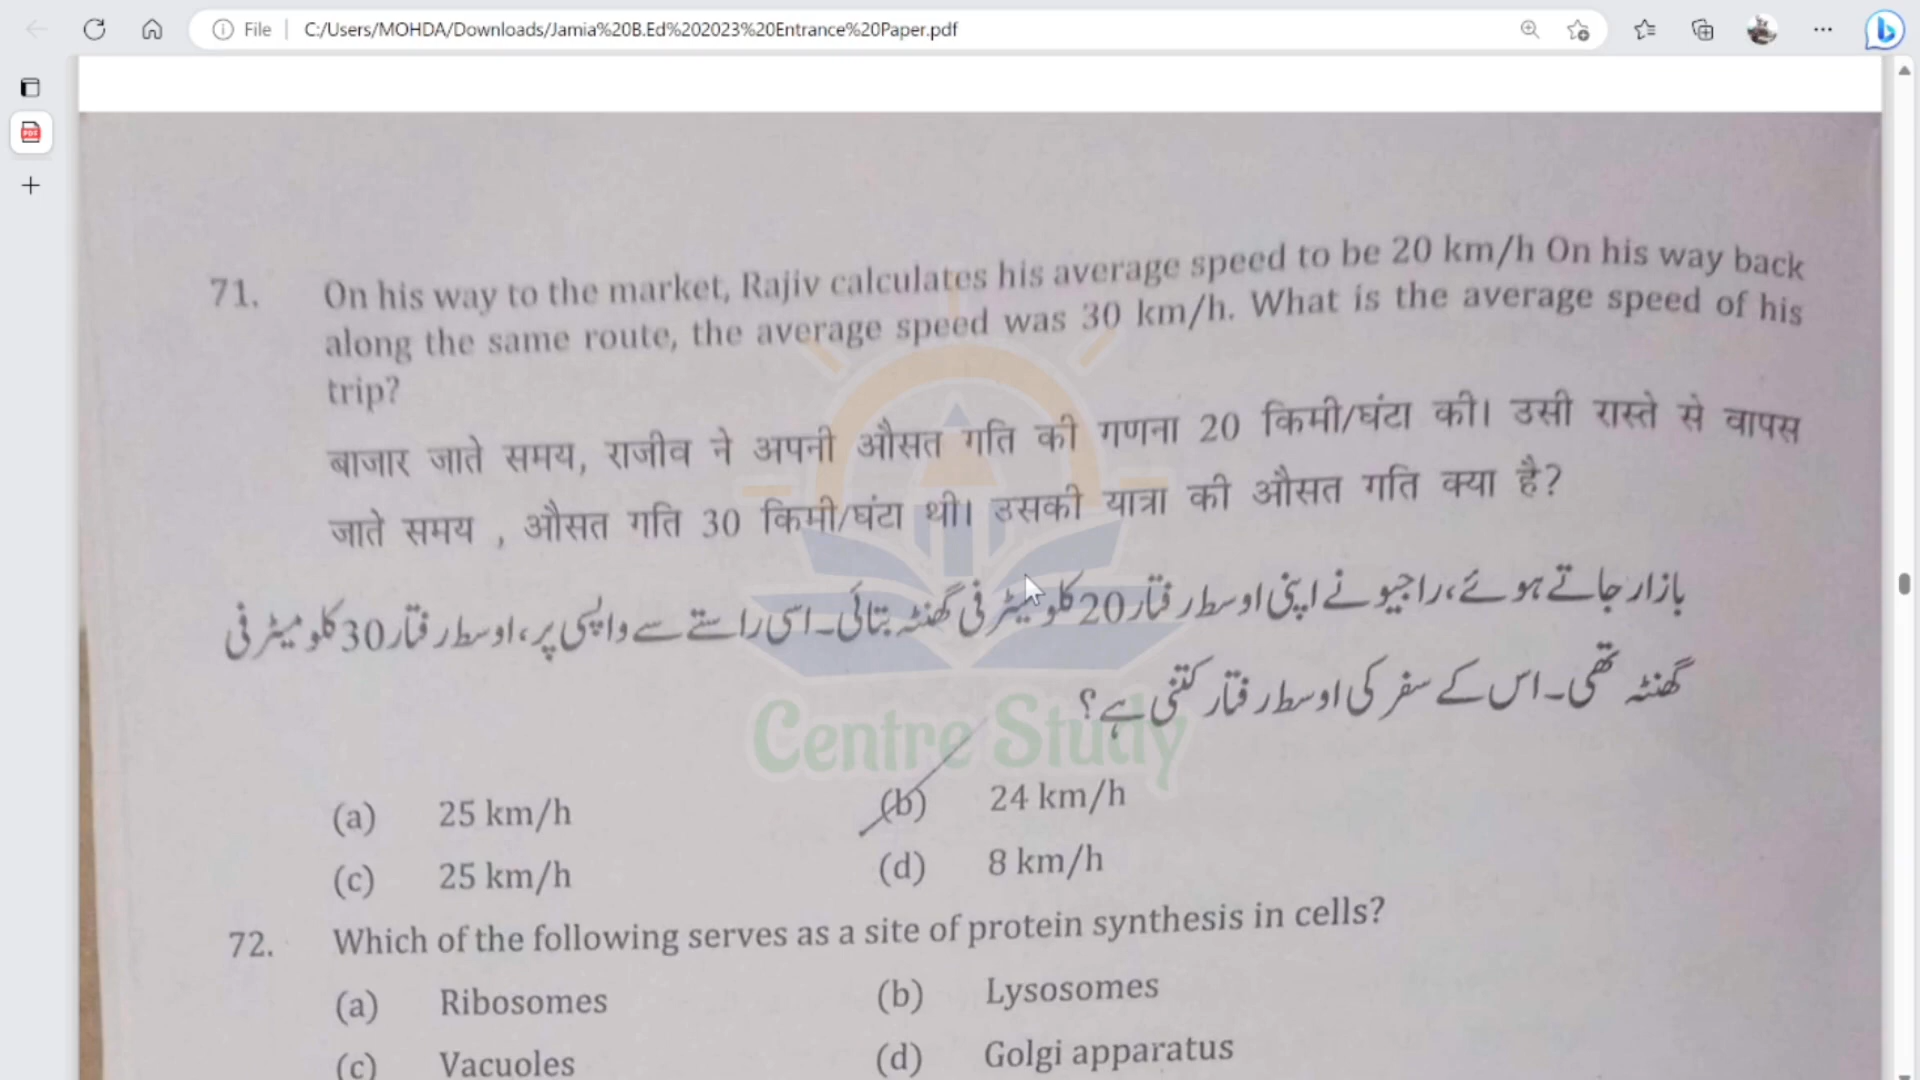 File
C:/Users/MOHDA/Downloads/Jamia%20B.Ed%202023%20Entrance%20Paper.pdf
71. On his way to the market, Rajiv calculates his average speed to be 20 km/h On his way back
along the same route, the average speed was 30 km/h. What is the average speed of his
trip?
बाजार जाते समय, राजीव ने अपनी औसत गति की गणना 20 किमी/घंटा की। उसी रास्ते से वापस
जाते समय , औसत गति 30 किमी/घंटा थी। उसकी यात्रा की औसत गति क्या है?
بازار جاتے ہوئے، راجیو نے اپنی اوسط رفتار 20 کلومیٹر فی گھنٹہ بتائی۔ اسی راستے سے واپسی پر، اوسط رفتار 30 کلو میٹر فی
گھنٹہ تھی۔ اس کے سفر کی اوسط رفتار کتنی ہے؟
Centre Study
(a) 25 km/h (b) 24 km/h
(c) 25 km/h (d) 8 km/h
72. Which of the following serves as a site of protein synthesis in cells?
(a) Ribosomes (b) Lysosomes
(c) Vacuoles (d) Golgi apparatus